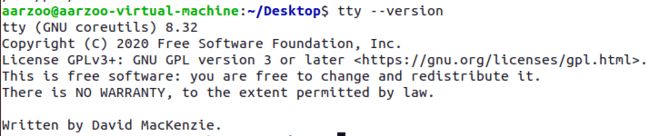 aarzoo@aarzoo-virtual-machine:~/Desktop$ tty --version
tty (GNU coreutils) 8.32
Copyright (C) 2020 Free Software Foundation, Inc.
License GPLv3+: GNU GPL version 3 or later <https://gnu.org/licenses/gpl.html>.
This is free software: you are free to change and redistribute it.
There is NO WARRANTY, to the extent permitted by law.

Written by David MacKenzie.